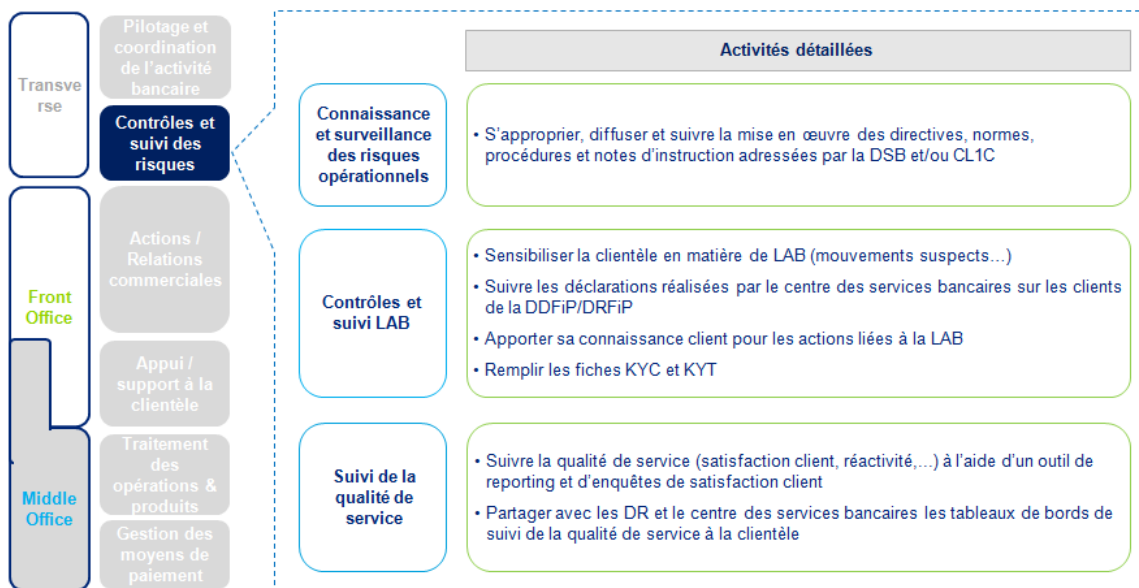 Transve
rse
Front
Office
Middle
Office
Pilotage et
coordination
de l'activité
bancaire
Contrôles et
suivi des
risques
Actions /
Relations
commerciales
Appui /
support à la
clientèle
Traitement
des
opérations &
produits
Gestion des
moyens de
paiement
Activités détaillées
Connaissance
et surveillance
des risques
opérationnels
• S'approprier, diffuser et suivre la mise en œuvre des directives, normes,
procédures et notes d'instruction adressées par la DSB et/ou CL1C
Contrôles et
suivi LAB
• Sensibiliser la clientèle en matière de LAB (mouvements suspects…)
• Suivre les déclarations réalisées par le centre des services bancaires sur les clients
de la DDFiP/DRFiP
• Apporter sa connaissance client pour les actions liées à la LAB
• Remplir les fiches KYC et KYT
Suivi de la
qualité de
service
• Suivre la qualité de service (satisfaction client, réactivité,…) à l'aide d'un outil de
reporting et d'enquêtes de satisfaction client
• Partager avec les DR et le centre des services bancaires les tableaux de bords de
suivi de la qualité de service à la clientèle